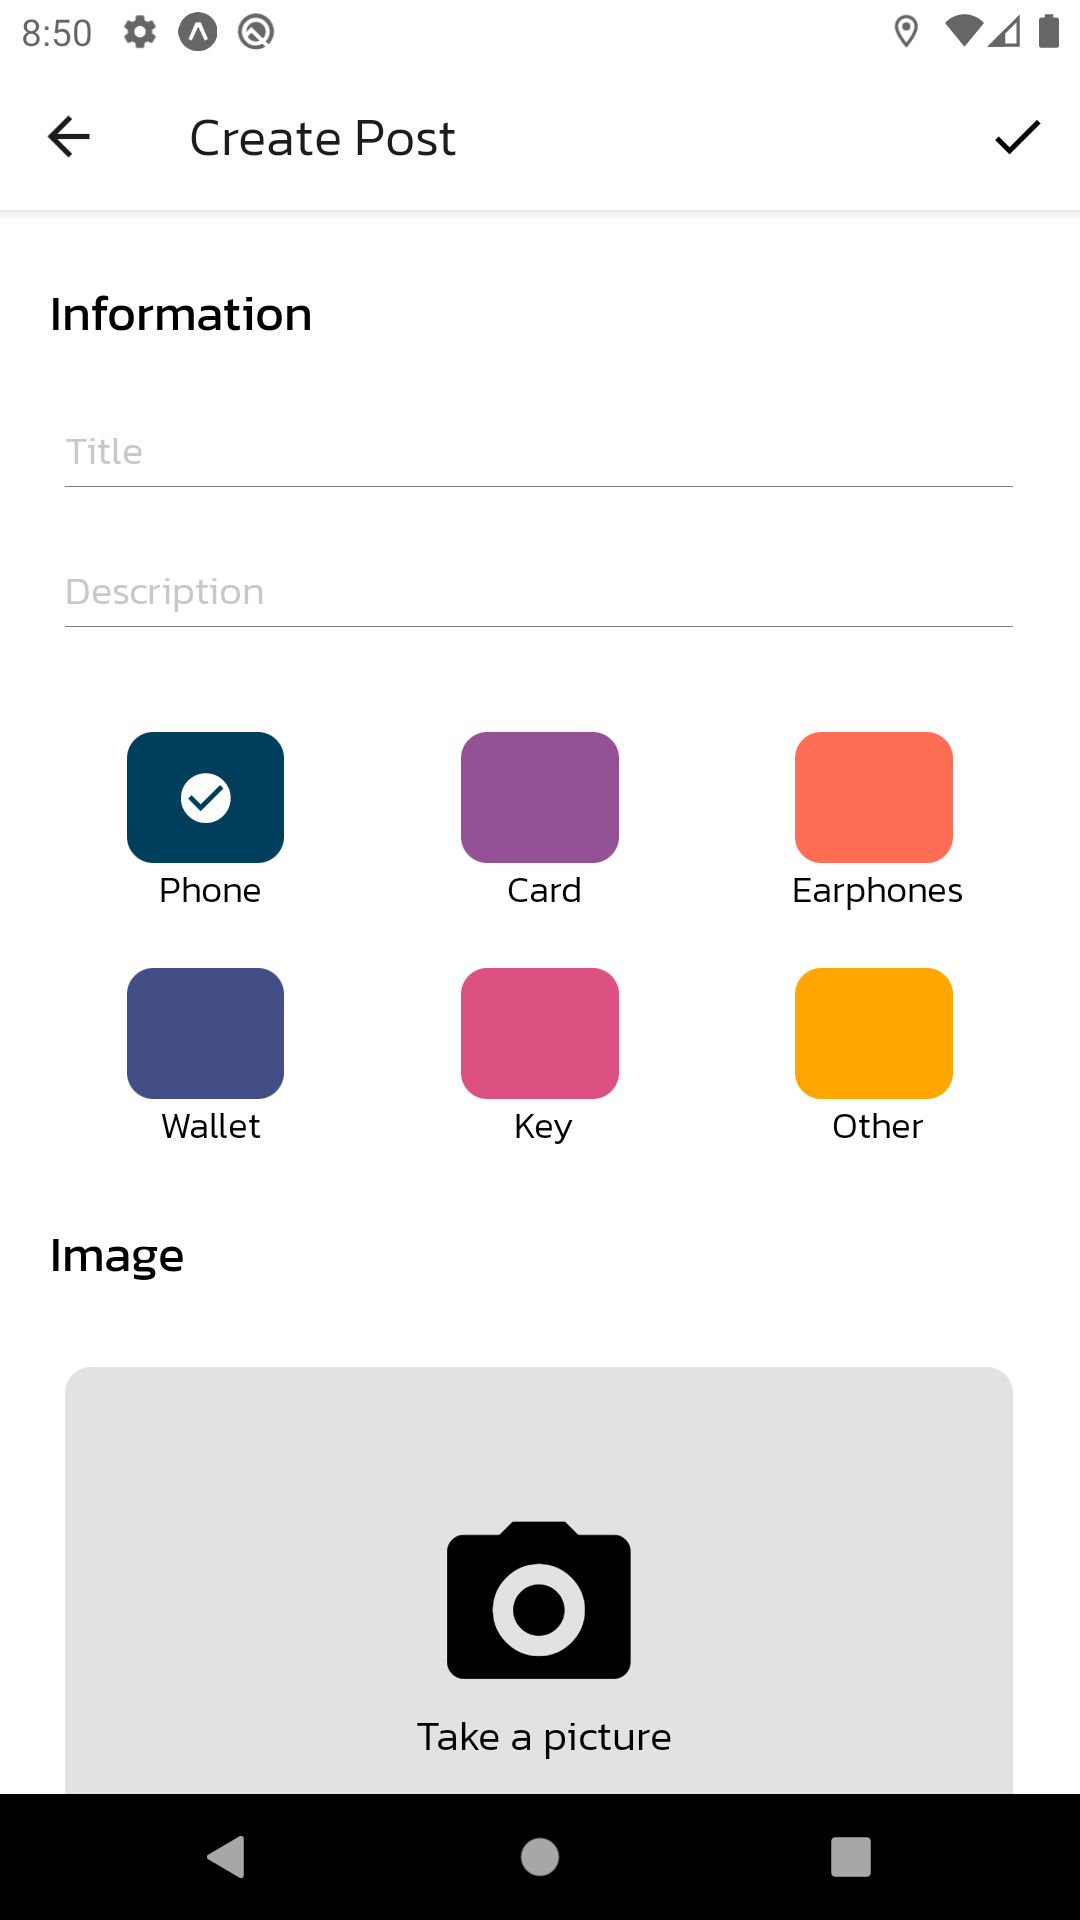 8:50
Create Post
Information
Title
Description
Phone
Card
Earphones
Wallet
Key
Other
Image
Take a picture